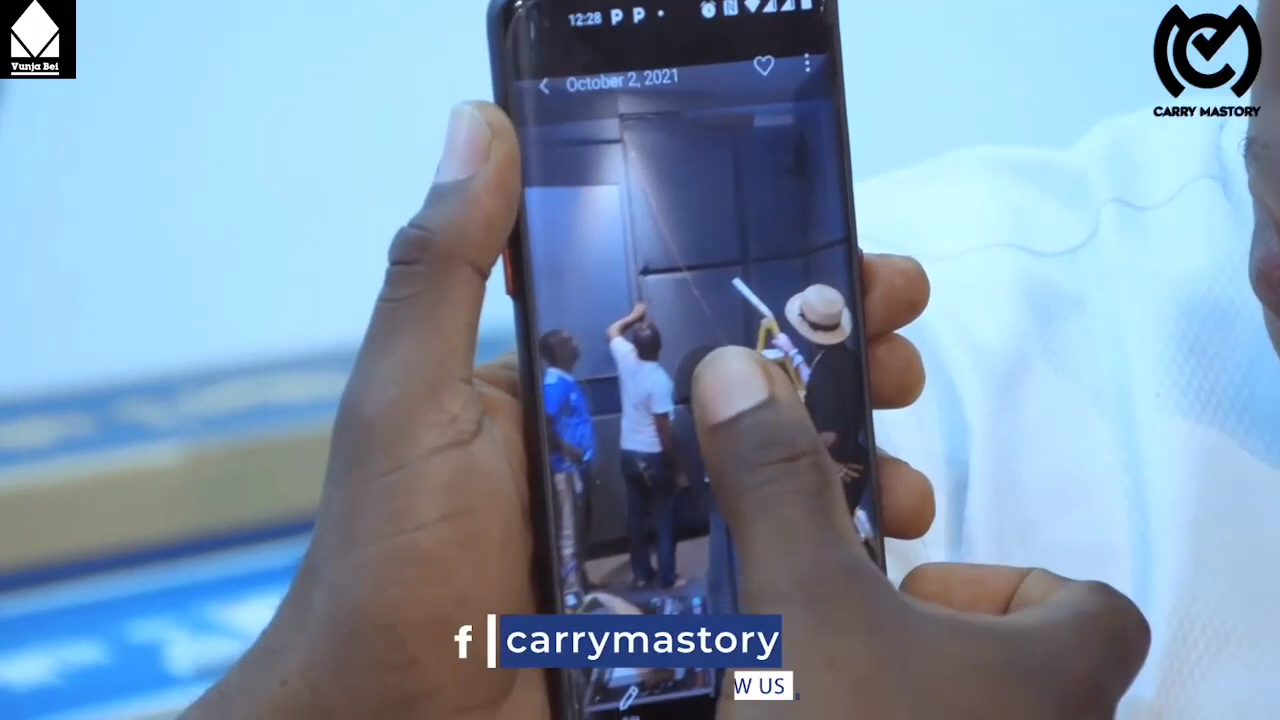 Vunja Bei
CARRY MASTORY
12:28 P P
October 2, 2021
f carrymastory
W US